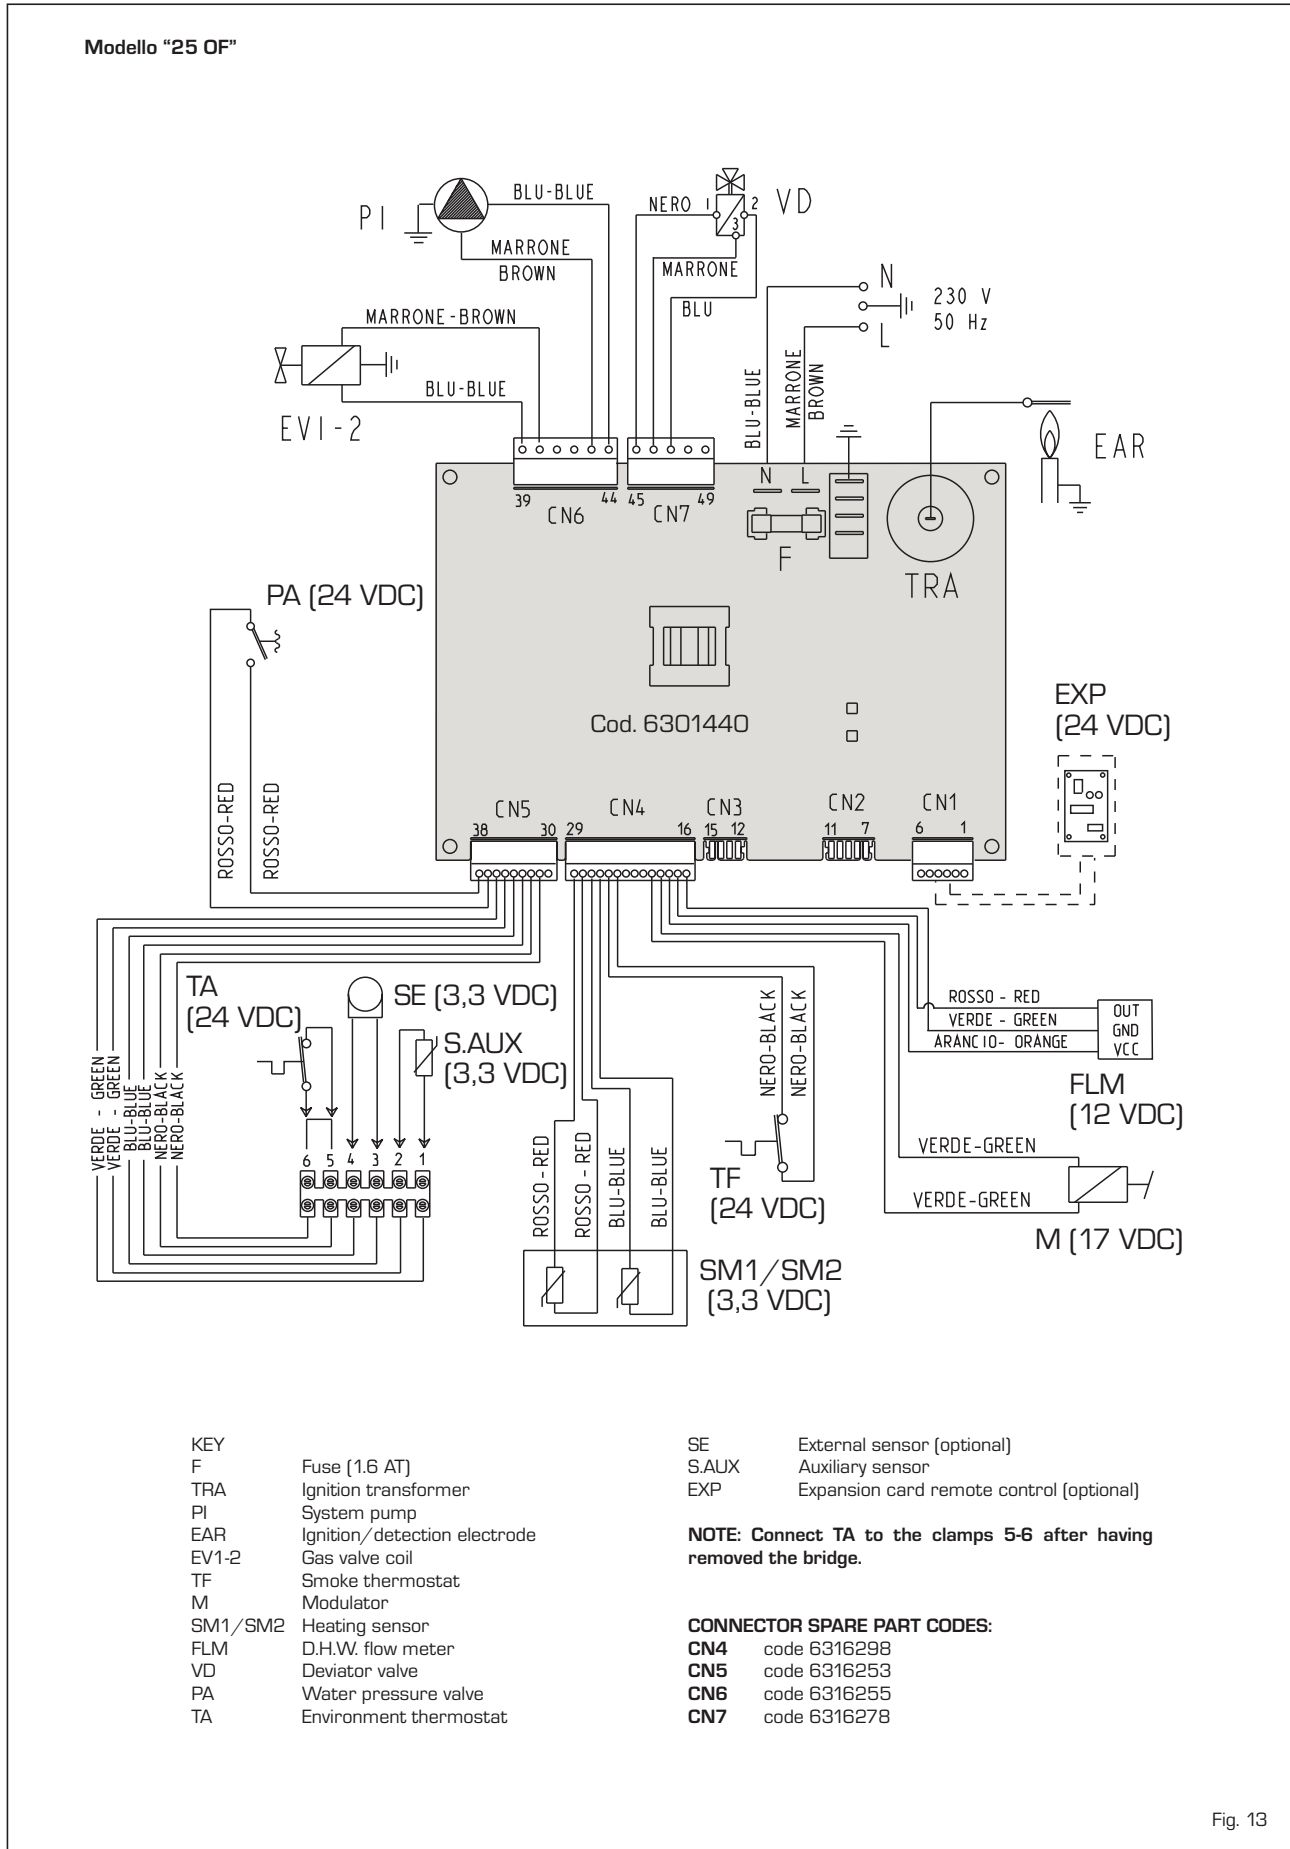 Modello “25 OF”
PI
BLU-BLUE
MARRONE
BROWN
NERO
1
2
3
VD
MARRONE
BLU
N
L
230 V
50 Hz
MARRONE-BROWN
BLU-BLUE
EV1-2
BLU-BLUE
MARRONE
BROWN
EAR
N
L
39
44
45
49
CN6
CN7
F
TRA
PA (24 VDC)
Cod. 6301440
EXP
(24 VDC)
ROSSO-RED
ROSSO-RED
CN5
CN4
CN3
CN2
CN1
38
30
29
16
15
12
11
7
6
1
TA
(24 VDC)
SE (3,3 VDC)
S.AUX
(3,3 VDC)
NERO-BLACK
NERO-BLACK
ROSSO - RED
VERDE - GREEN
ARANCIO- ORANGE
OUT
GND
VCC
FLM
(12 VDC)
VERDE - GREEN
VERDE - GREEN
BLU-BLUE
BLU-BLUE
NERO-BLACK
NERO-BLACK
6 5 4 3 2 1
ROSSO-RED
ROSSO-RED
BLU-BLUE
BLU-BLUE
TF
(24 VDC)
VERDE-GREEN
VERDE-GREEN
M (17 VDC)
SM1/SM2
(3,3 VDC)
KEY
F Fuse (1.6 AT)
TRA Ignition transformer
PI System pump
EAR Ignition/detection electrode
EV1-2 Gas valve coil
TF Smoke thermostat
M Modulator
SM1/SM2 Heating sensor
FLM D.H.W. flow meter
VD Deviator valve
PA Water pressure valve
TA Environment thermostat
SE External sensor (optional)
S.AUX Auxiliary sensor
EXP Expansion card remote control (optional)
NOTE: Connect TA to the clamps 5-6 after having
removed the bridge.
CONNECTOR SPARE PART CODES:
CN4 code 6316298
CN5 code 6316253
CN6 code 6316255
CN7 code 6316278
Fig. 13